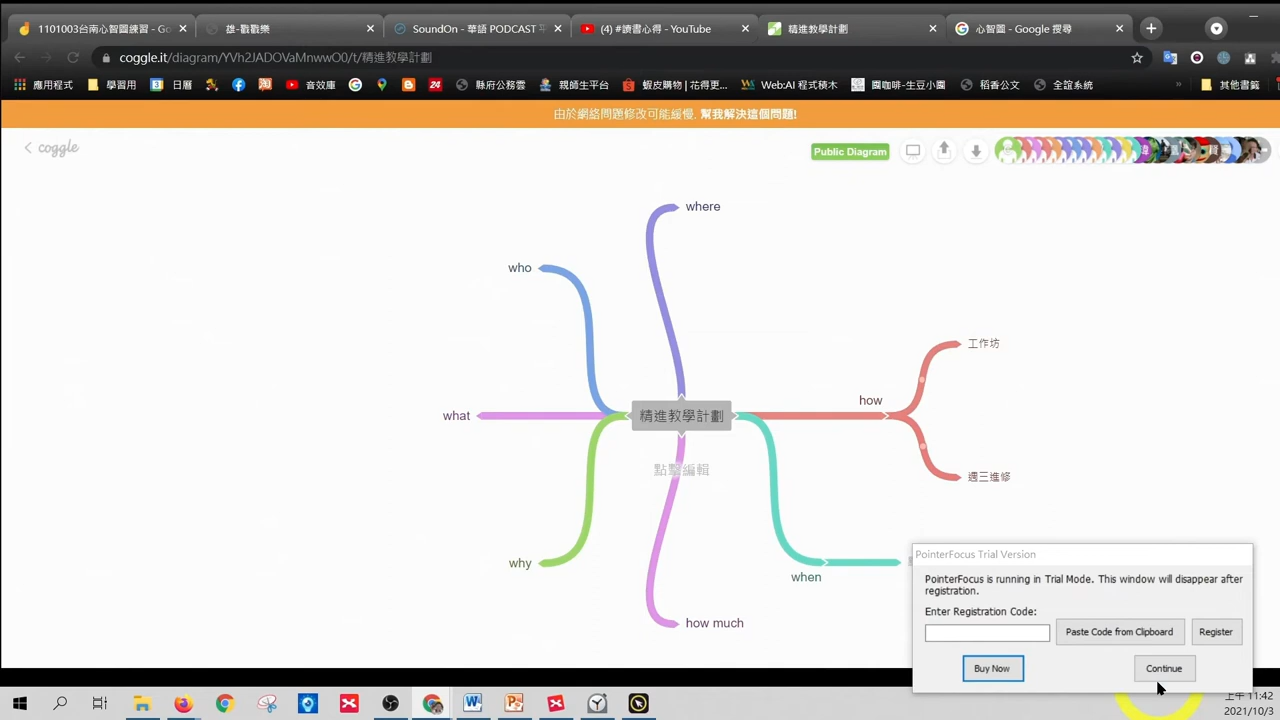 1101003台南心智圖練習 - Go
雄-戳戳樂
SoundOn - 華語 PODCAST 平
(4) #讀書心得 - YouTube
精進教學計劃
心智圖 - Google 搜尋
coggle.it/diagram/YVh2JADOVaMnwwO0/t/精進教學計劃
應用程式
學習用
日曆
音效庫
縣府公務雲
親師生平台
蝦皮購物 | 花得更...
Web:AI 程式積木
圖咖啡-生豆小圖
稻香公文
全誼系統
其他書籤
由於網絡問題修改可能緩慢. 幫我解決這個問題!
coggle
Public Diagram
where
who
工作坊
how
what
精進教學計劃
點擊編輯
週三進修
why
when
how much
PointerFocus Trial Version
PointerFocus is running in Trial Mode. This window will disappear after
registration.
Enter Registration Code:
Paste Code from Clipboard
Register
Buy Now
Continue
上午 11:42
2021/10/3